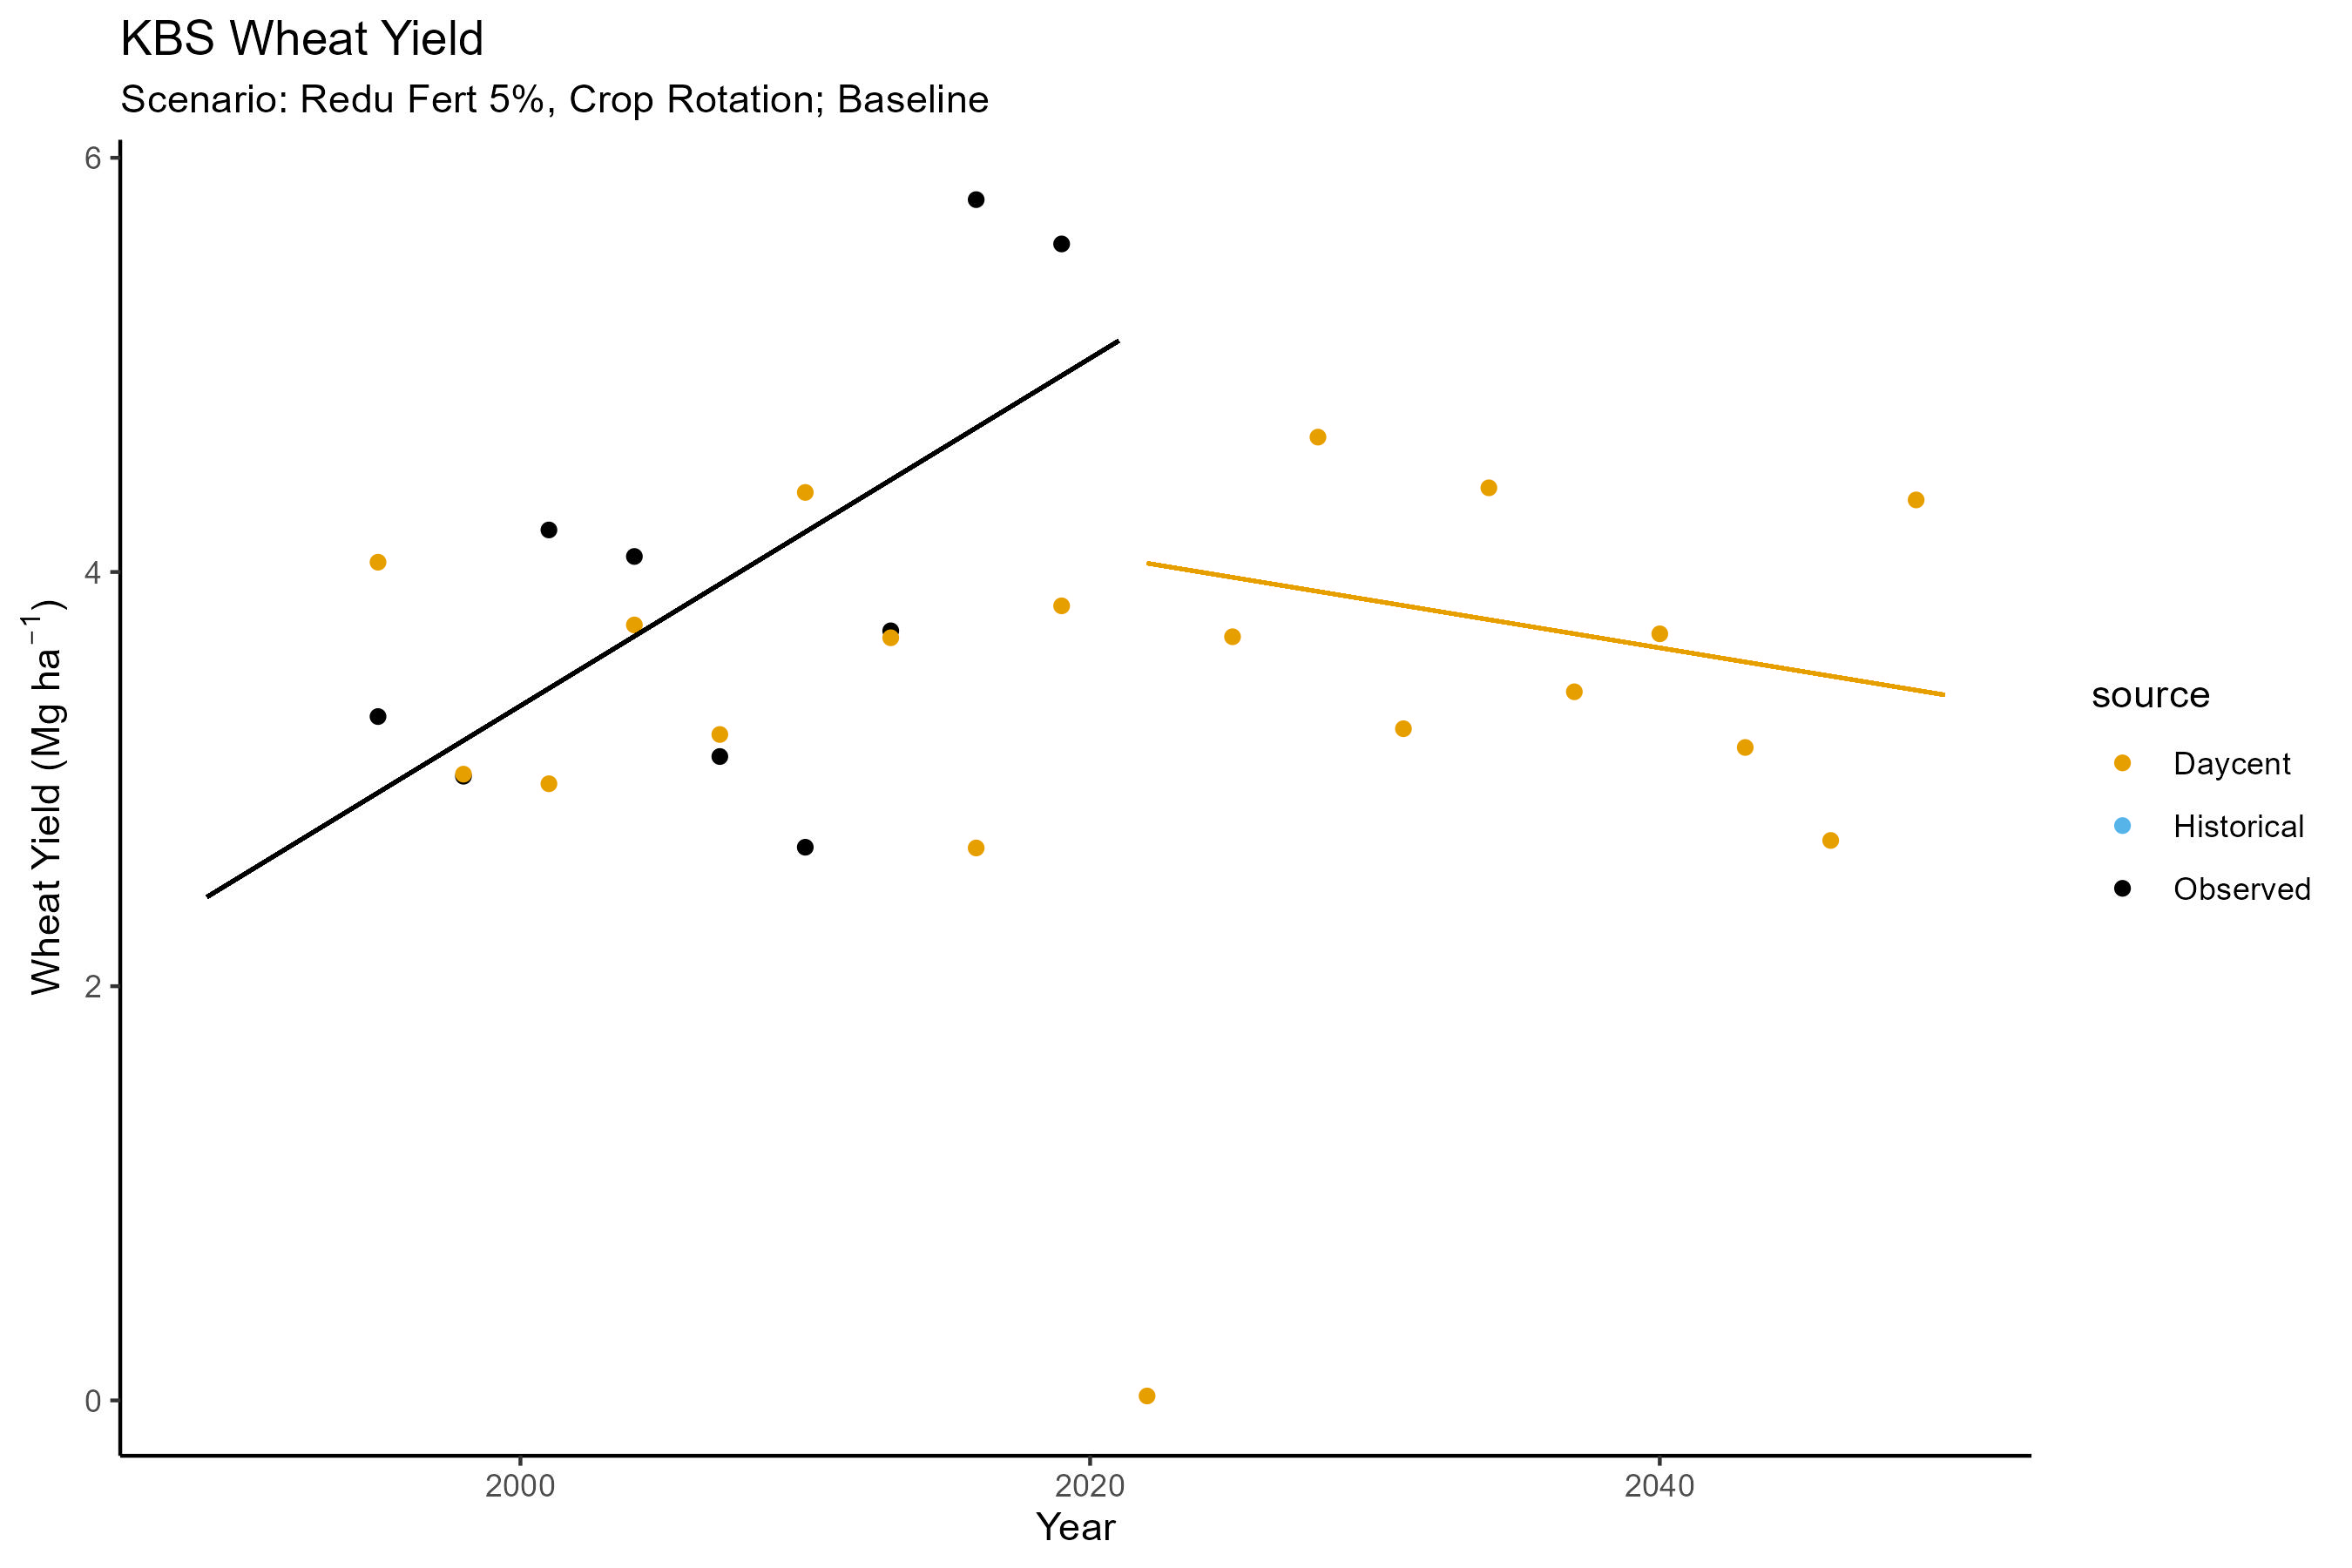 KBS Wheat Yield
Scenario: Redu Fert 5%, Crop Rotation; Baseline
Wheat Yield (Mg ha⁻¹)
6
4
2
0
2000
2020
2040
Year
source
Daycent
Historical
Observed